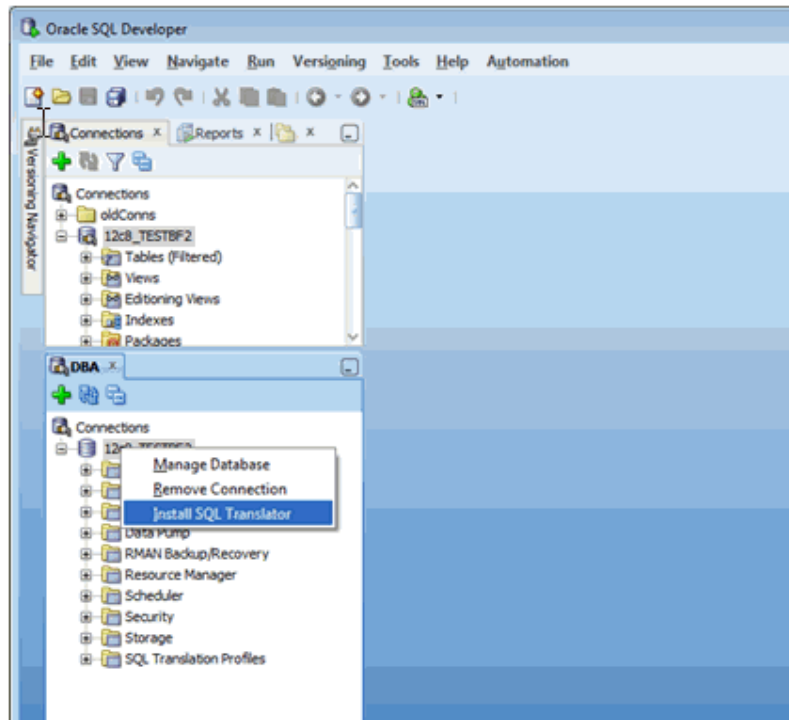 Oracle SQL Developer
File Edit View Navigate Run Versioning Tools Help Automation
Connections x Reports x x
Versioning Navigator
Connections
oldConns
12c8_TESTBF2
Tables (Filtered)
Views
Editioning Views
Indexes
Packages
DBA x
Connections
Manage Database
Remove Connection
Install SQL Translator
Data Pump
RMAN Backup/Recovery
Resource Manager
Scheduler
Security
Storage
SQL Translation Profiles